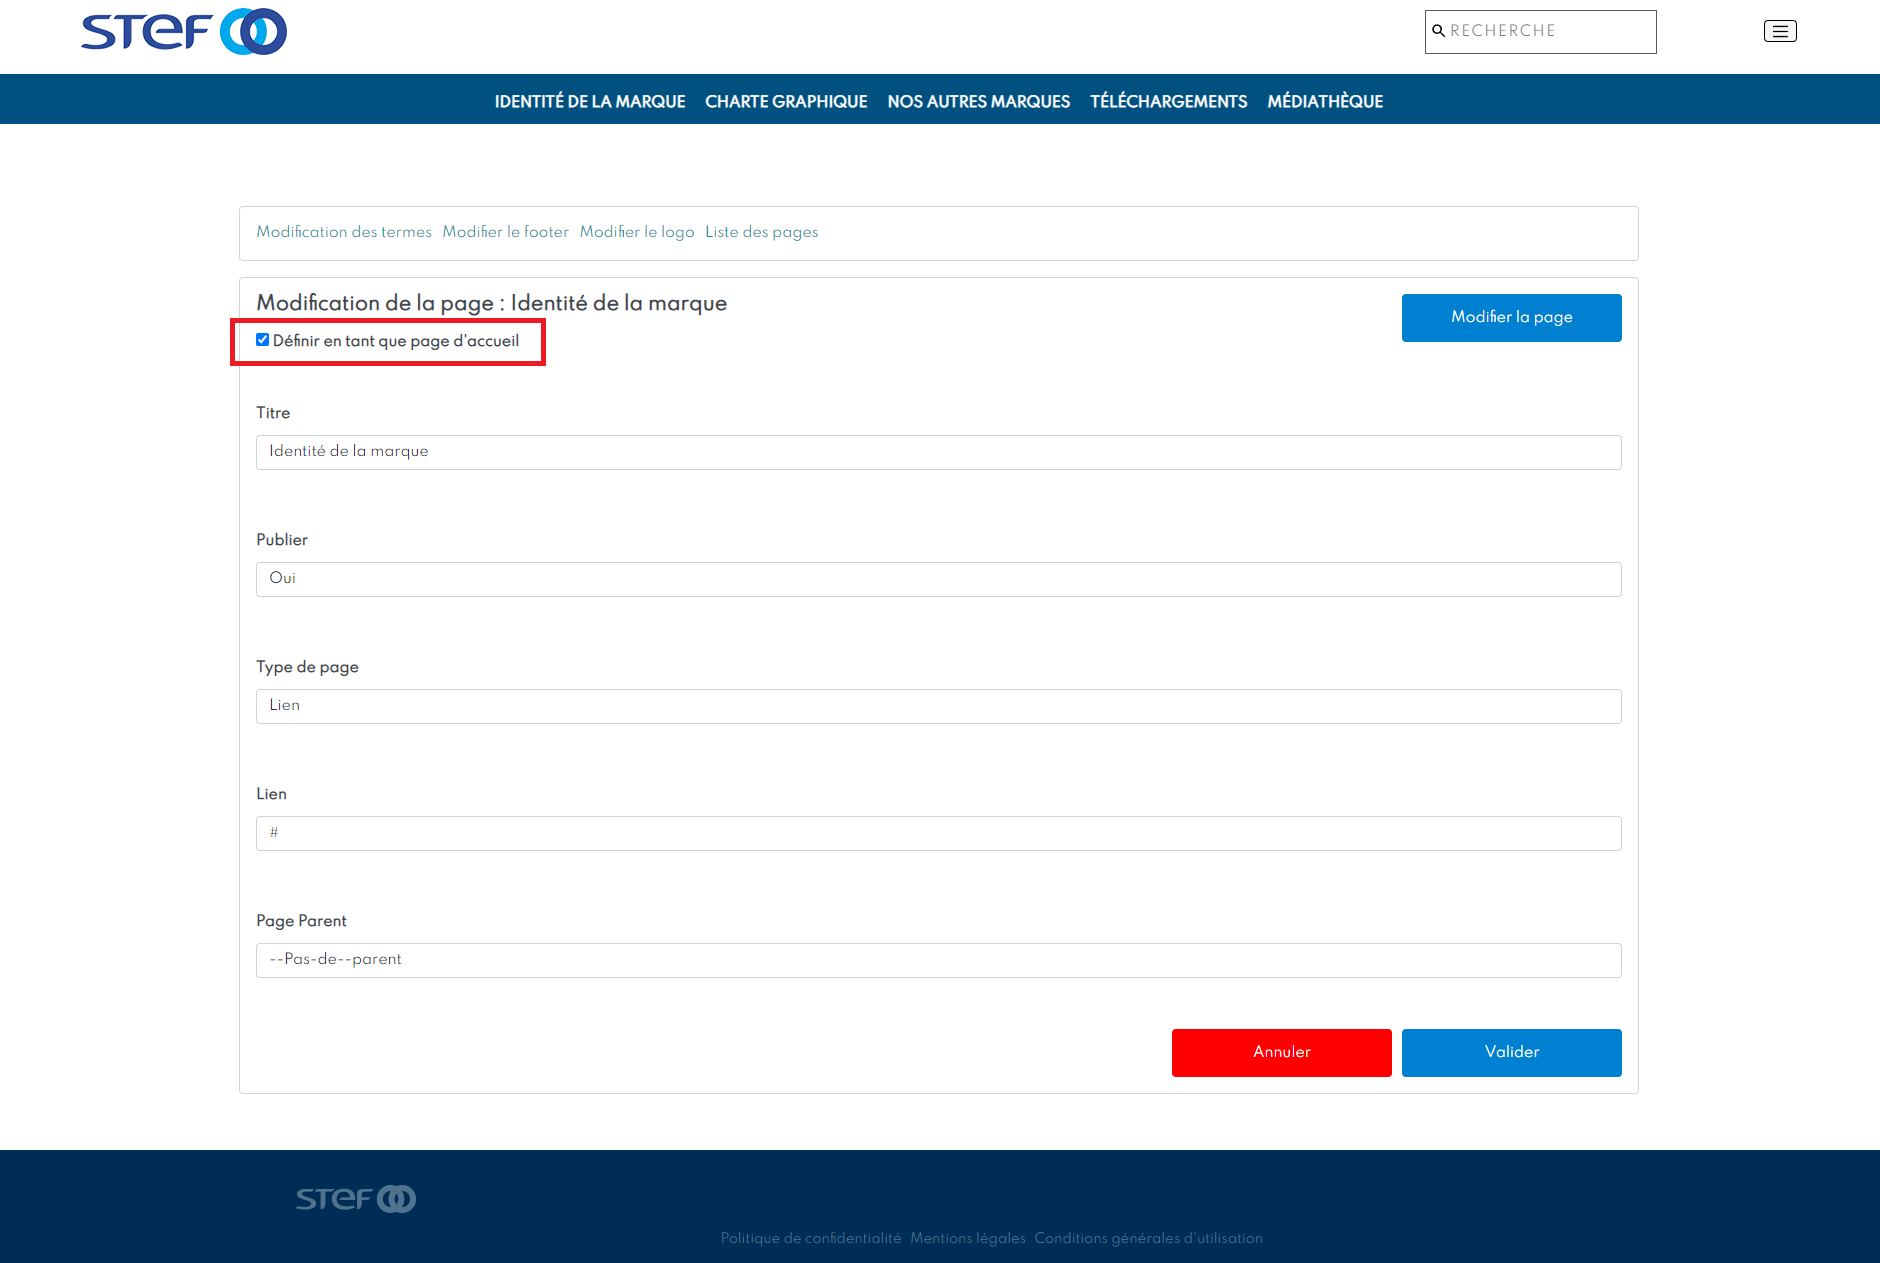 STEF
RECHERCHE
IDENTITÉ DE LA MARQUE CHARTE GRAPHIQUE NOS AUTRES MARQUES TÉLÉCHARGEMENTS MÉDIATHÈQUE
Modification des termes Modifier le footer Modifier le logo Liste des pages
Modification de la page : Identité de la marque
Modifier la page
Définir en tant que page d'accueil
Titre
Identité de la marque
Publier
Oui
Type de page
Lien
Lien
#
Page Parent
--Pas-de--parent
Annuler Valider
STEF
Politique de confidentialité Mentions légales Conditions générales d'utilisation